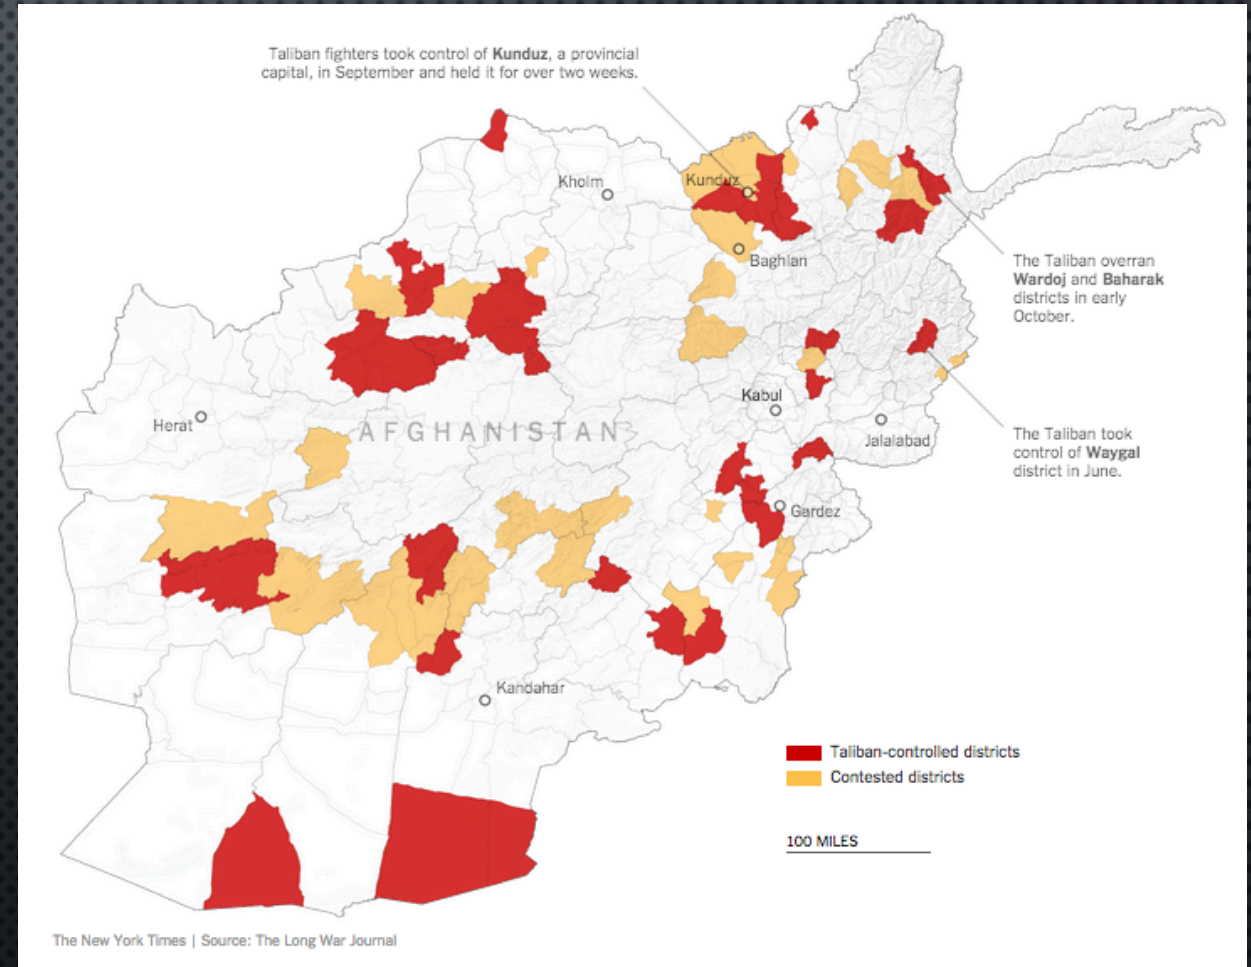 Taliban fighters took control of Kunduz, a provincial
capital, in September and held it for over two weeks.
Kholm
Kunduz
Baghlan
The Taliban overran
Wardoj and Baharak
districts in early
October.
Kabul
Herat
AFGHANISTAN
Jalalabad
The Taliban took
control of Waygal
district in June.
Gardez
Kandahar
Taliban-controlled districts
Contested districts
100 MILES
The New York Times | Source: The Long War Journal